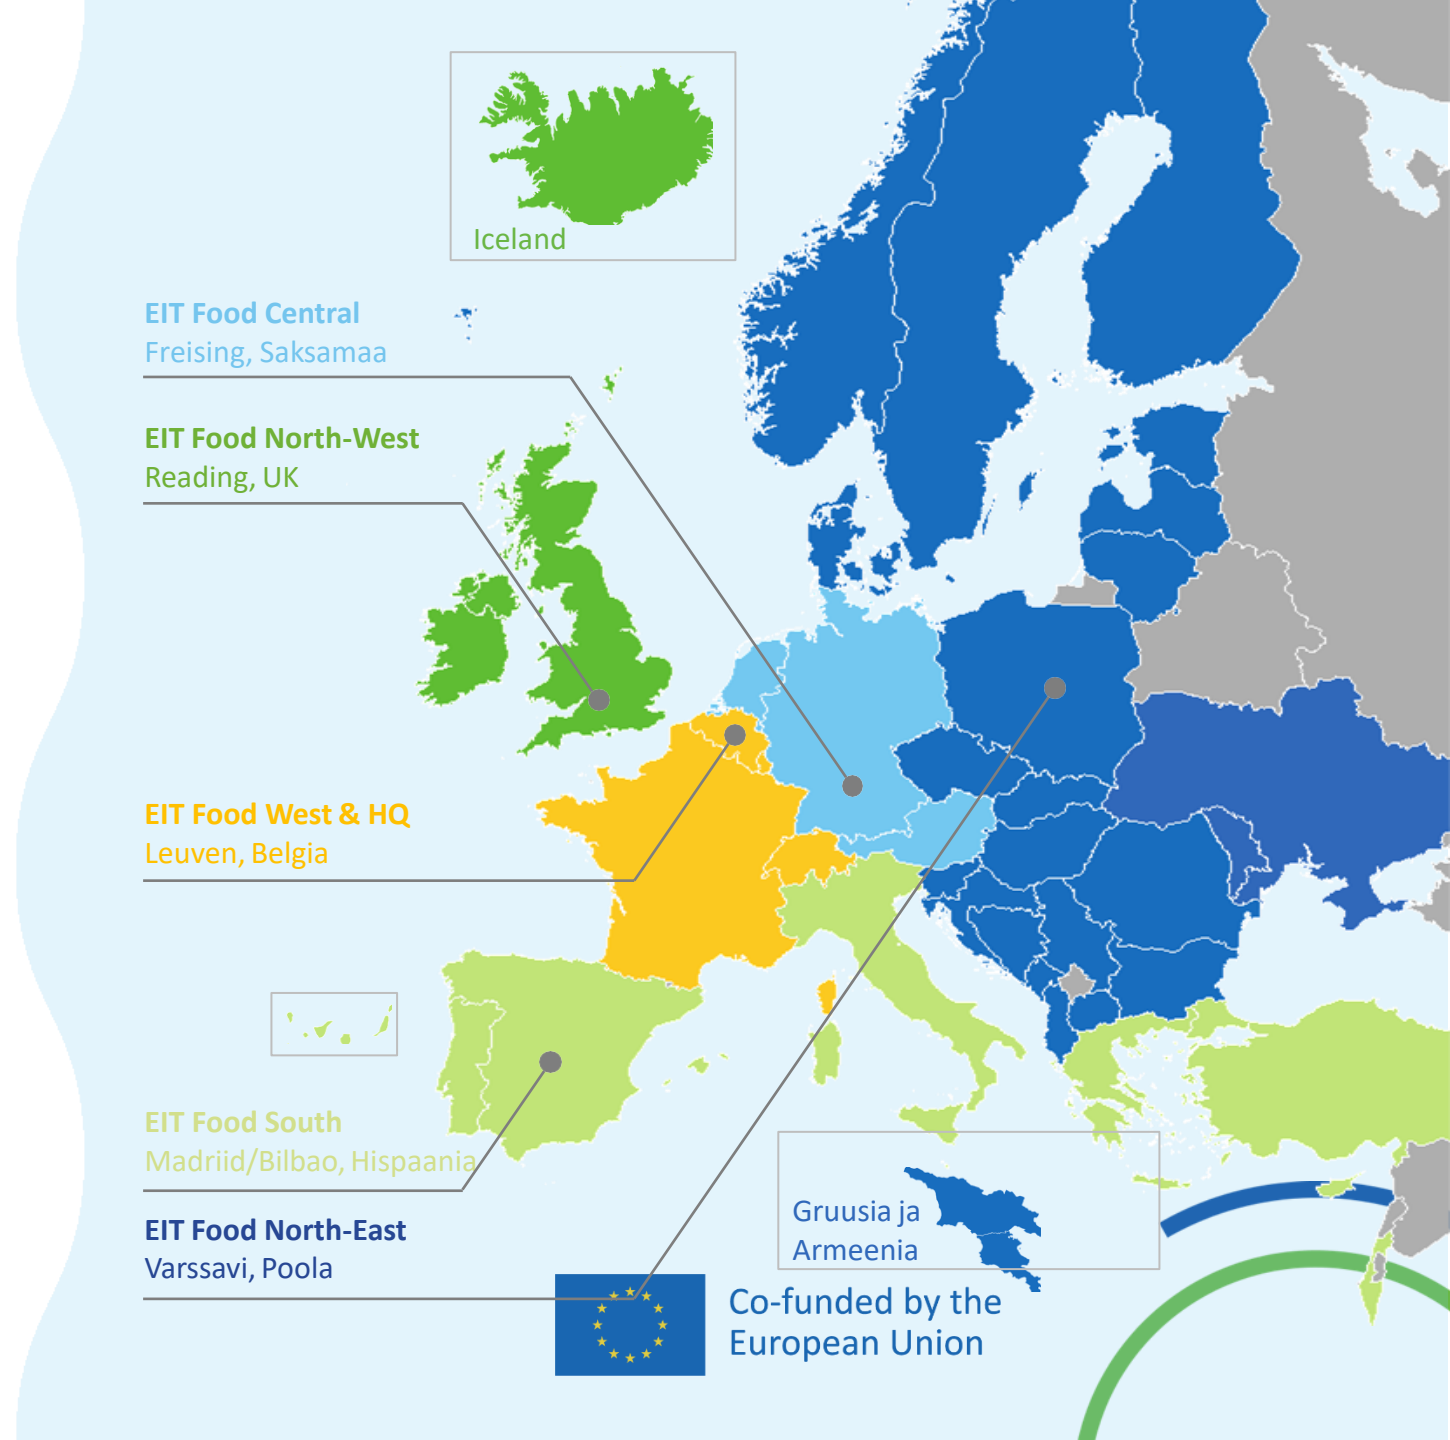 Iceland
EIT Food Central
Freising, Saksamaa
EIT Food North-West
Reading, UK
EIT Food West & HQ
Leuven, Belgia
EIT Food South
Madriid/Bilbao, Hispaania
EIT Food North-East
Varssavi, Poola
Gruusia ja
Armeenia
Co-funded by the
European Union